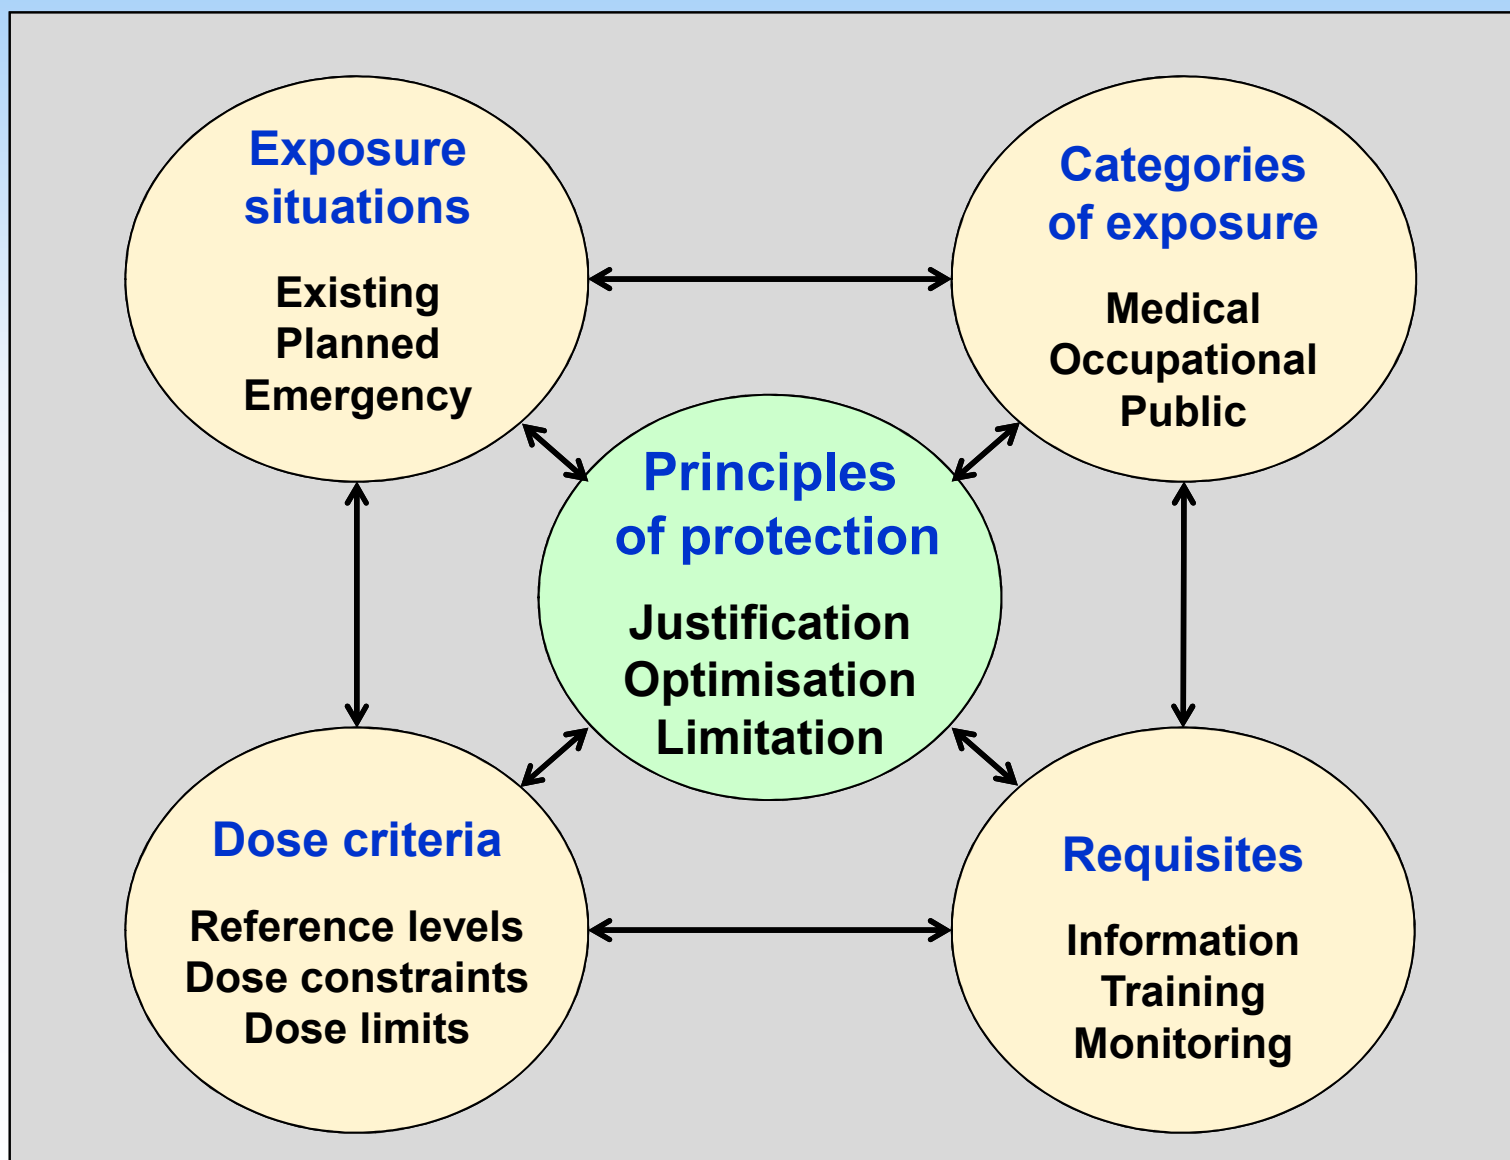 Exposure
situations
Existing
Planned
Emergency
Categories
of exposure
Medical
Occupational
Public
Principles
of protection
Justification
Optimisation
Limitation
Dose criteria
Reference levels
Dose constraints
Dose limits
Requisites
Information
Training
Monitoring